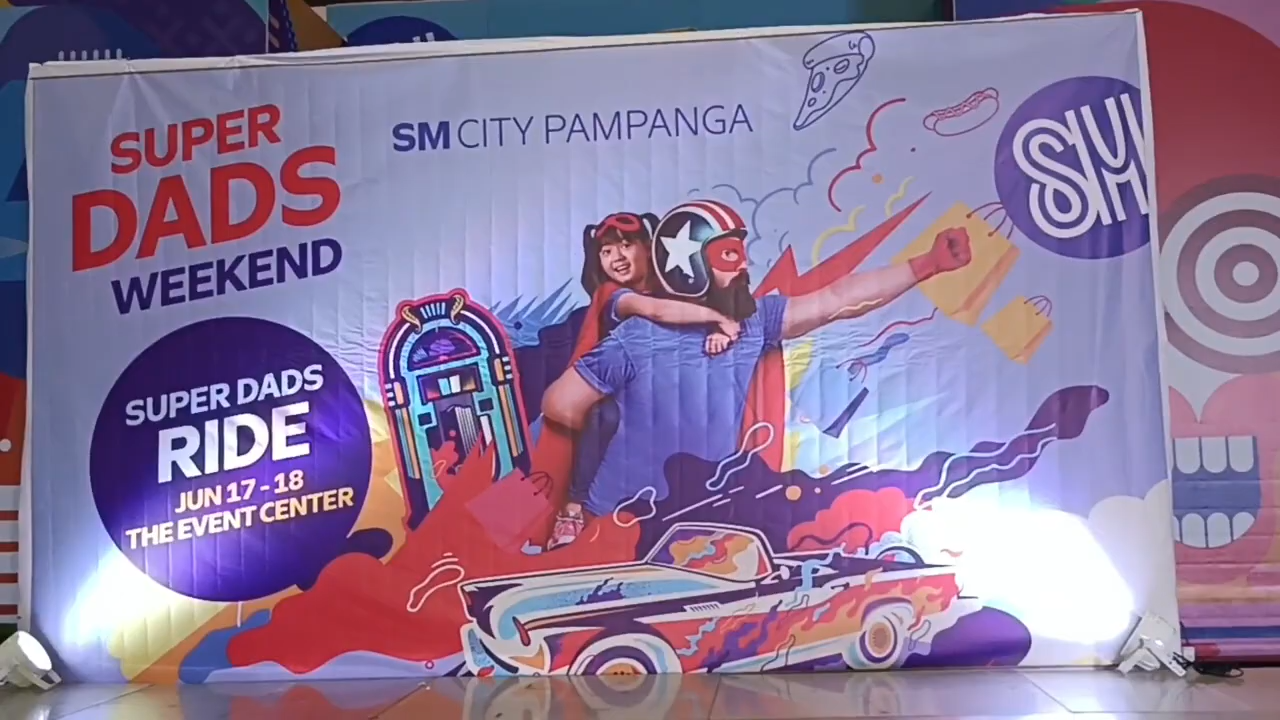 SUPER
DADS
WEEKEND
SM CITY PAMPANGA
SM
SUPER DADS
RIDE
JUN 17 - 18
THE EVENT CENTER